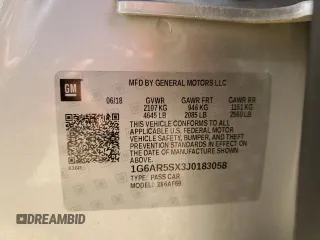 GM
MFD BY GENERAL MOTORS LLC
06/18 GVWR GAWR FRT GAWR RR
2107 KG 946 KG 1161 KG
4645 LB 2085 LB 2560 LB
THIS VEHICLE CONFORMS TO ALL
APPLICABLE U.S. FEDERAL MOTOR
VEHICLE SAFETY, BUMPER, AND THEFT
PREVENTION STANDARDS IN EFFECT ON
THE DATE OF MANUFACTURE SHOWN ABOVE.
1G6AR5SX3J0183058
TYPE: PASS CAR
MODEL:
DREAMBID